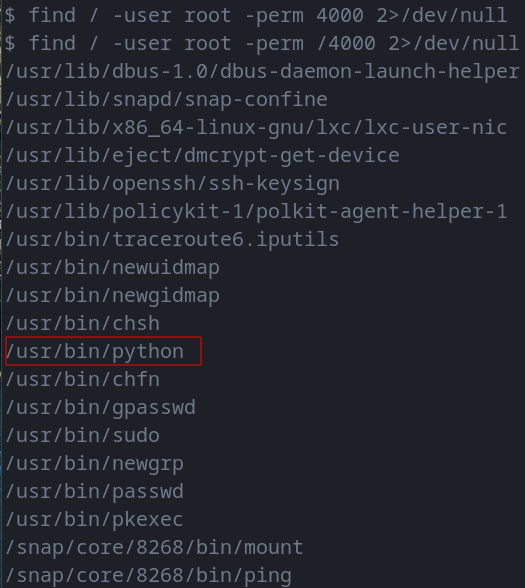 $ find / -user root -perm 4000 2>/dev/null
$ find / -user root -perm /4000 2>/dev/null
/usr/lib/dbus-1.0/dbus-daemon-launch-helper
/usr/lib/snapd/snap-confine
/usr/lib/x86_64-linux-gnu/lxc/lxc-user-nic
/usr/lib/eject/dmcrypt-get-device
/usr/lib/openssh/ssh-keysign
/usr/lib/policykit-1/polkit-agent-helper-1
/usr/bin/traceroute6.iputils
/usr/bin/newuidmap
/usr/bin/newgidmap
/usr/bin/chsh
/usr/bin/python
/usr/bin/chfn
/usr/bin/gpasswd
/usr/bin/sudo
/usr/bin/newgrp
/usr/bin/passwd
/usr/bin/pkexec
/snap/core/8268/bin/mount
/snap/core/8268/bin/ping